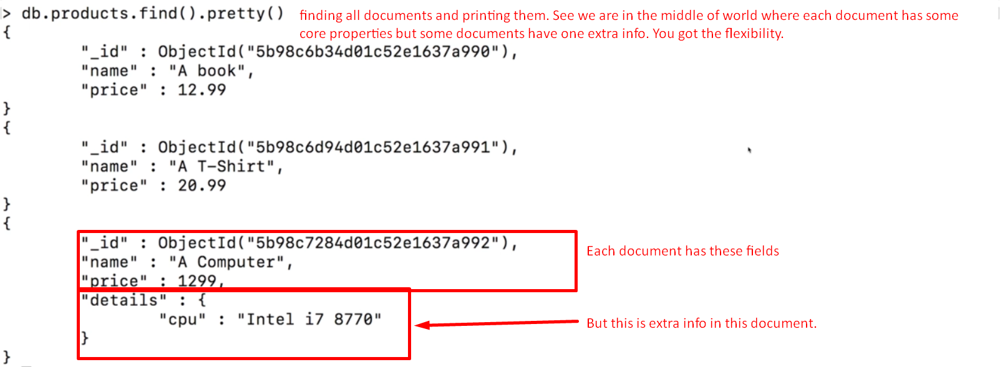 > db.products.find().pretty() finding all documents and printing them. See we are in the middle of world where each document has some
core properties but some documents have one extra info. You got the flexibility.
{
"_id" : ObjectId("5b98c6b34d01c52e1637a990"),
"name" : "A book",
"price" : 12.99
}
{
"_id" : ObjectId("5b98c6d94d01c52e1637a991"),
"name" : "A T-Shirt",
"price" : 20.99
}
{
"_id" : ObjectId("5b98c7284d01c52e1637a992"),
"name" : "A Computer",
Each document has these fields
"price" : 1299,
"details" : {
"cpu" : "Intel i7 8770"
But this is extra info in this document.
}
}